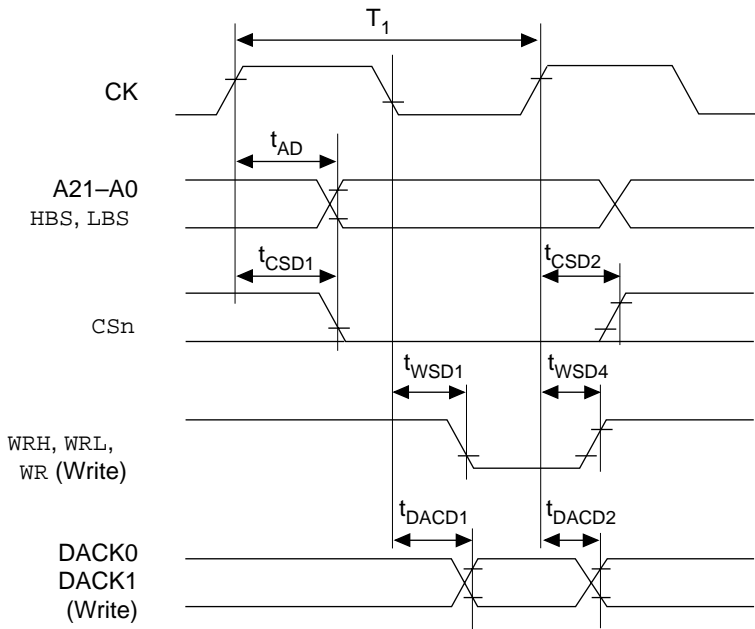 T1
CK
tAD
A21–A0
HBS, LBS
tCSD1
tCSD2
CSn
tWSD1
tWSD4
WRH, WRL,
WR (Write)
tDACD1
tDACD2
DACK0
DACK1
(Write)